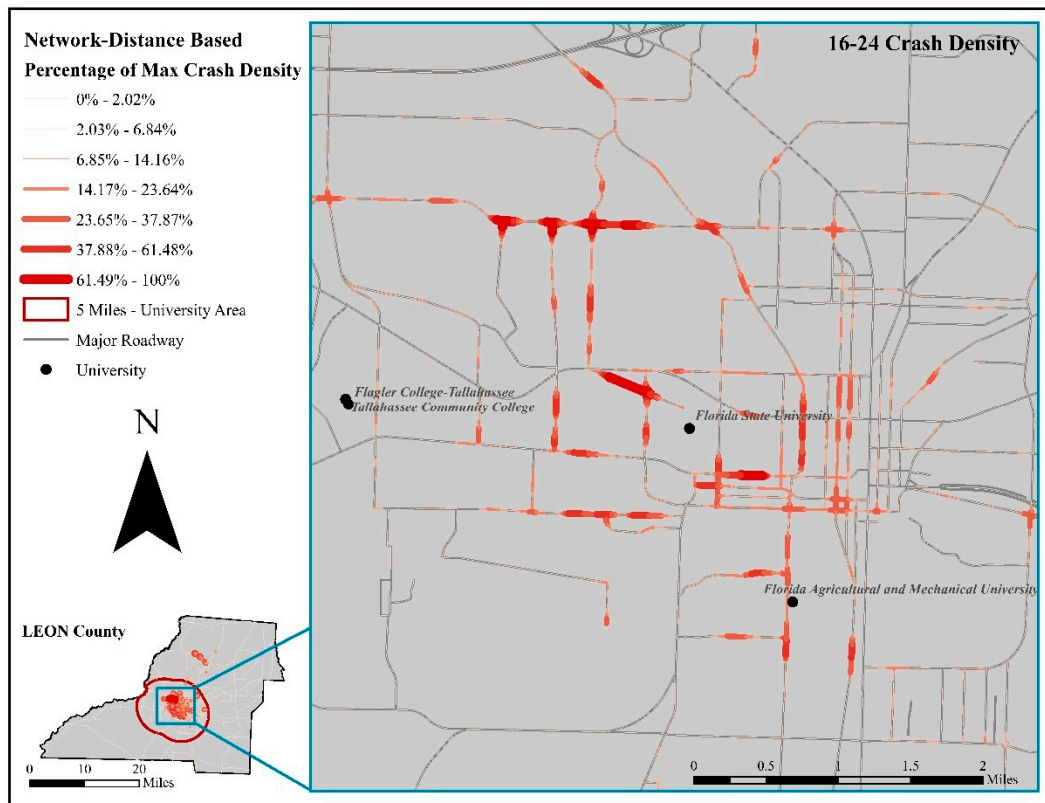 Network-Distance Based
Percentage of Max Crash Density
0% - 2.02%
2.03% - 6.84%
6.85% - 14.16%
14.17% - 23.64%
23.65% - 37.87%
37.88% - 61.48%
61.49% - 100%
5 Miles - University Area
Major Roadway
University
N
LEON County
0 10 20
Miles
16-24 Crash Density
Flagler College-Tallahassee
Tallahassee Community College
Florida State University
Florida Agricultural and Mechanical University
0 0.5 1 1.5 2
Miles